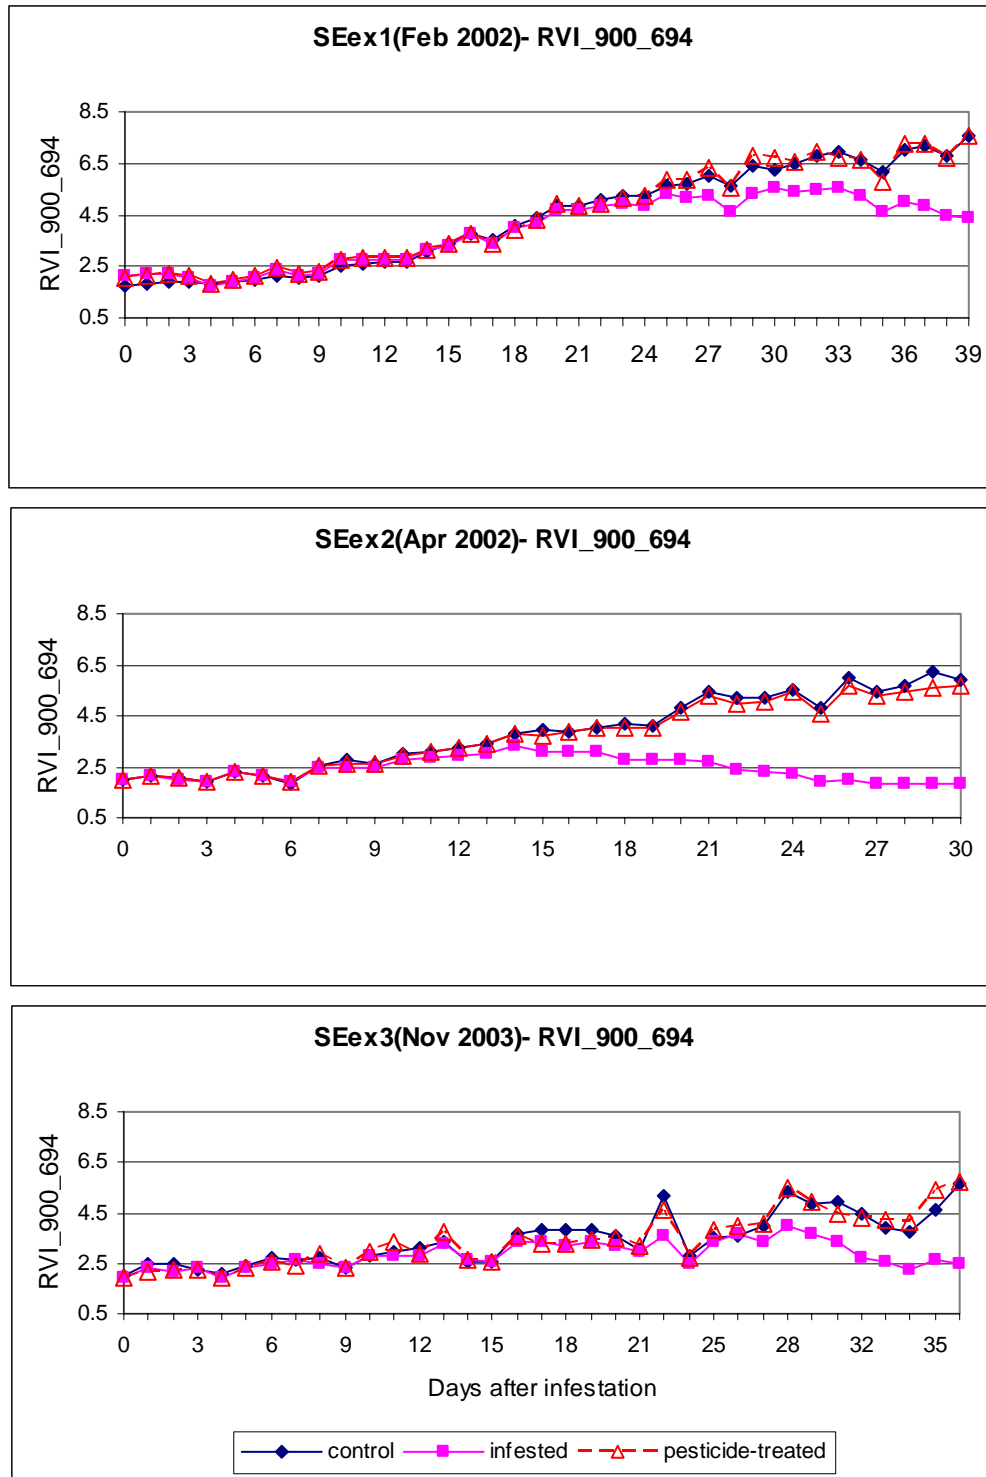 SEex1(Feb 2002)- RVI_900_694
8.5
6.5
4.5
2.5
0.5
RVI_900_694
0 3 6 9 12 15 18 21 24 27 30 33 36 39
SEex2(Apr 2002)- RVI_900_694
8.5
6.5
4.5
2.5
0.5
RVI_900_694
0 3 6 9 12 15 18 21 24 27 30
SEex3(Nov 2003)- RVI_900_694
8.5
6.5
4.5
2.5
0.5
RVI_900_694
0 3 6 9 12 15 18 21 25 28 32 35
Days after infestation
control infested pesticide-treated